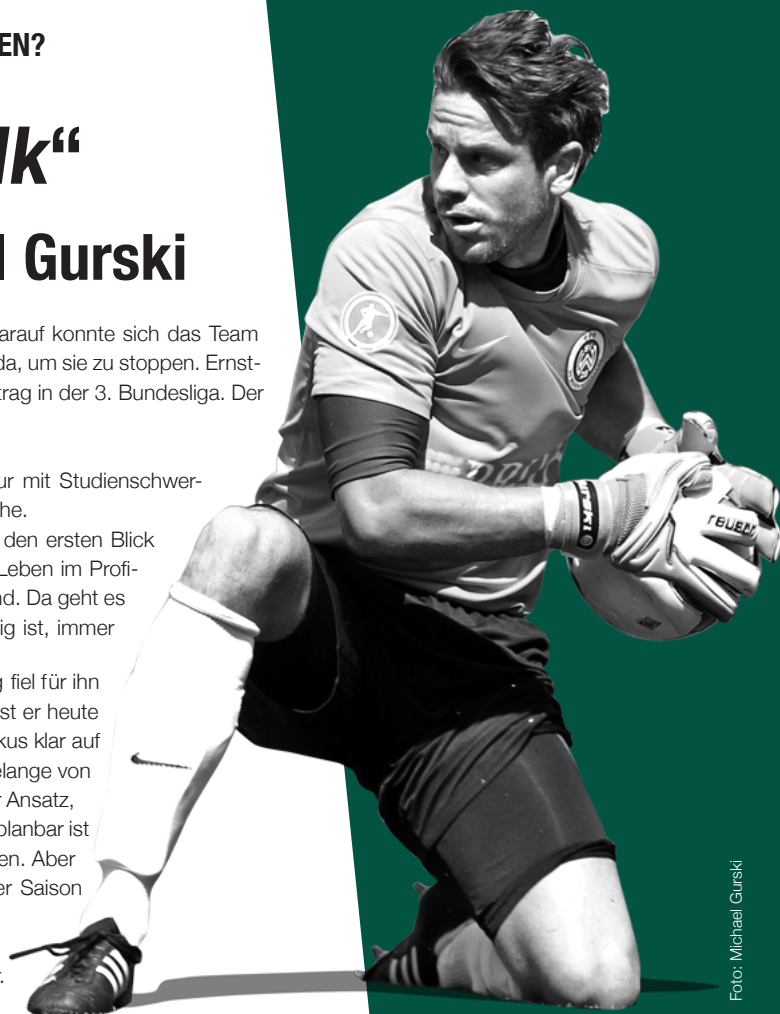 EN?
lk“
l Gurski
arauf konnte sich das Team
da, um sie zu stoppen. Ernst-
trag in der 3. Bundesliga. Der
ur mit Studienschwer-
he.
den ersten Blick
Leben im Profi-
nd. Da geht es
ig ist, immer
g fiel für ihn
st er heute
kus klar auf
elange von
r Ansatz,
planbar ist
en. Aber
er Saison
r.
reusch
Foto: Michael Gurski